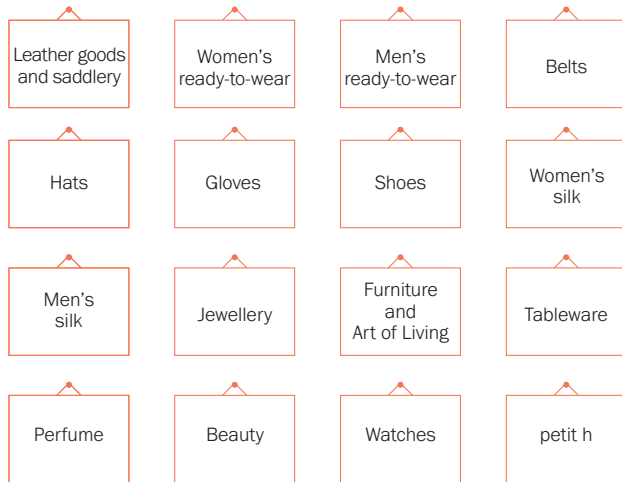 Leather goods
and saddlery
Women’s
ready-to-wear
Men’s
ready-to-wear
Belts
Hats
Gloves
Shoes
Women’s
silk
Men’s
silk
Jewellery
Furniture
and
Art of Living
Tableware
Perfume
Beauty
Watches
petit h